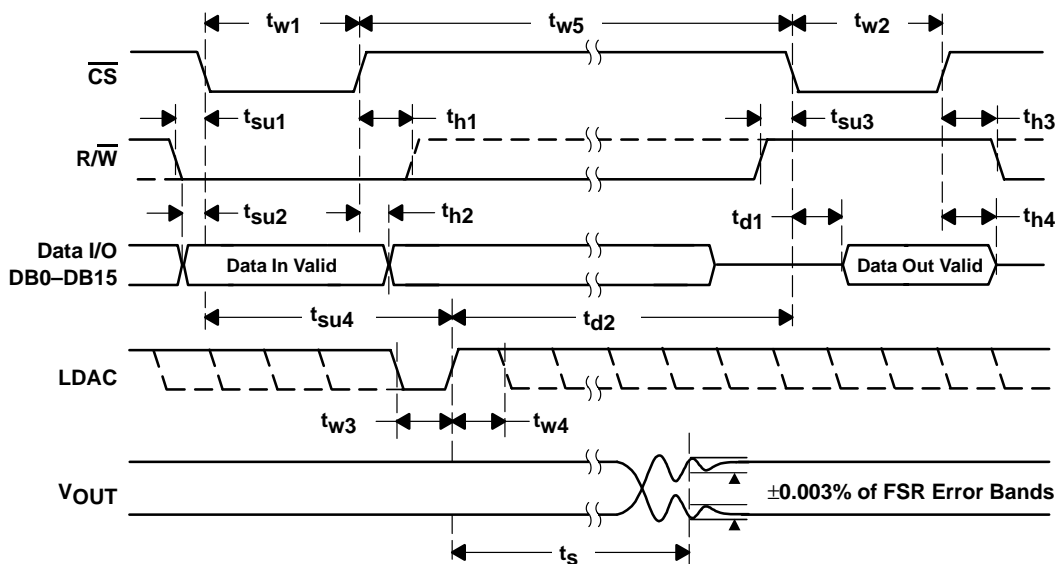 tw1 tw5 tw2
CS
tsu1 th1 tsu3 th3
R/W
tsu2 th2 td1 th4
Data I/O
DB0–DB15
Data In Valid Data Out Valid
tsu4 td2
LDAC
tw3 tw4
VOUT
±0.003% of FSR Error Bands
ts